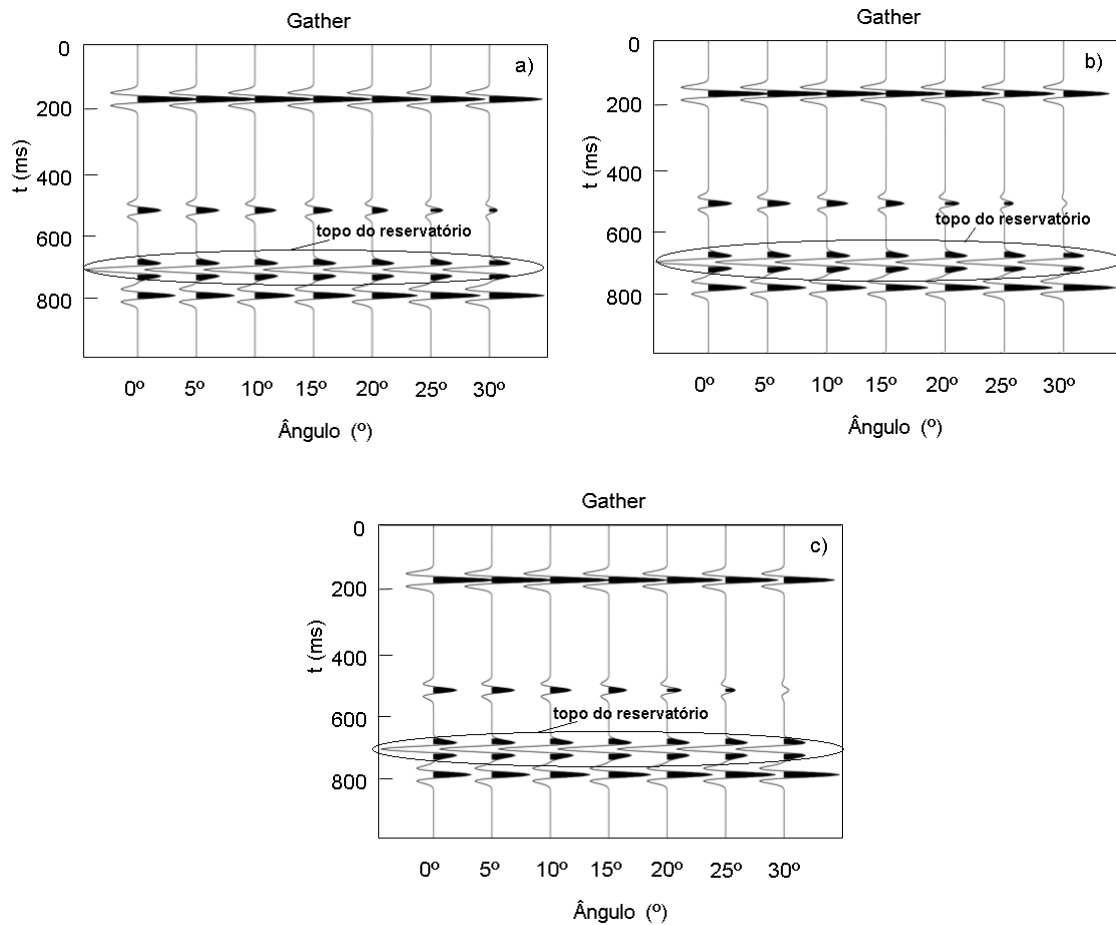 Gather
a)
0
200
400
600
800
t (ms)
topo do reservatório
0º 5º 10º 15º 20º 25º 30º
Ângulo (º)
Gather
b)
0
200
400
600
800
t (ms)
topo do reservatório
0º 5º 10º 15º 20º 25º 30º
Ângulo (º)
Gather
c)
0
200
400
600
800
t (ms)
topo do reservatório
0º 5º 10º 15º 20º 25º 30º
Ângulo (º)